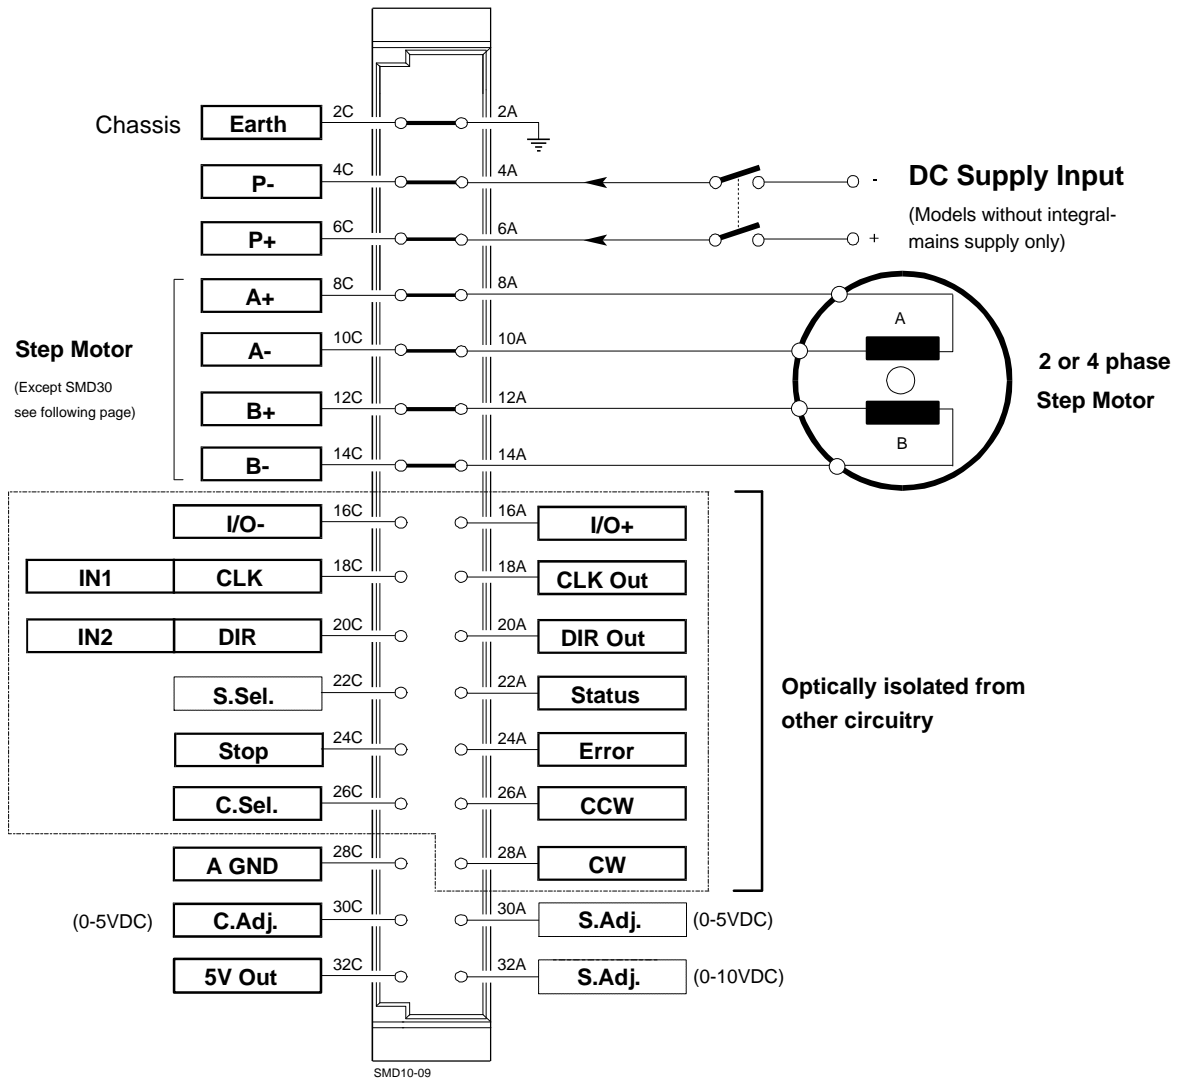 Chassis Earth 2C 2A
P- 4C 4A - DC Supply Input
(Models without integral-
mains supply only)
P+ 6C 6A +
A+ 8C 8A
A
Step Motor
(Except SMD30
see following page)
A- 10C 10A
2 or 4 phase
Step Motor
B+ 12C 12A
B
B- 14C 14A
I/O- 16C 16A I/O+
IN1 CLK 18C 18A CLK Out
IN2 DIR 20C 20A DIR Out
S.Sel. 22C 22A Status
Optically isolated from
other circuitry
Stop 24C 24A Error
C.Sel. 26C 26A CCW
A GND 28C 28A CW
(0-5VDC) C.Adj. 30C 30A S.Adj. (0-5VDC)
5V Out 32C 32A S.Adj. (0-10VDC)
SMD10-09